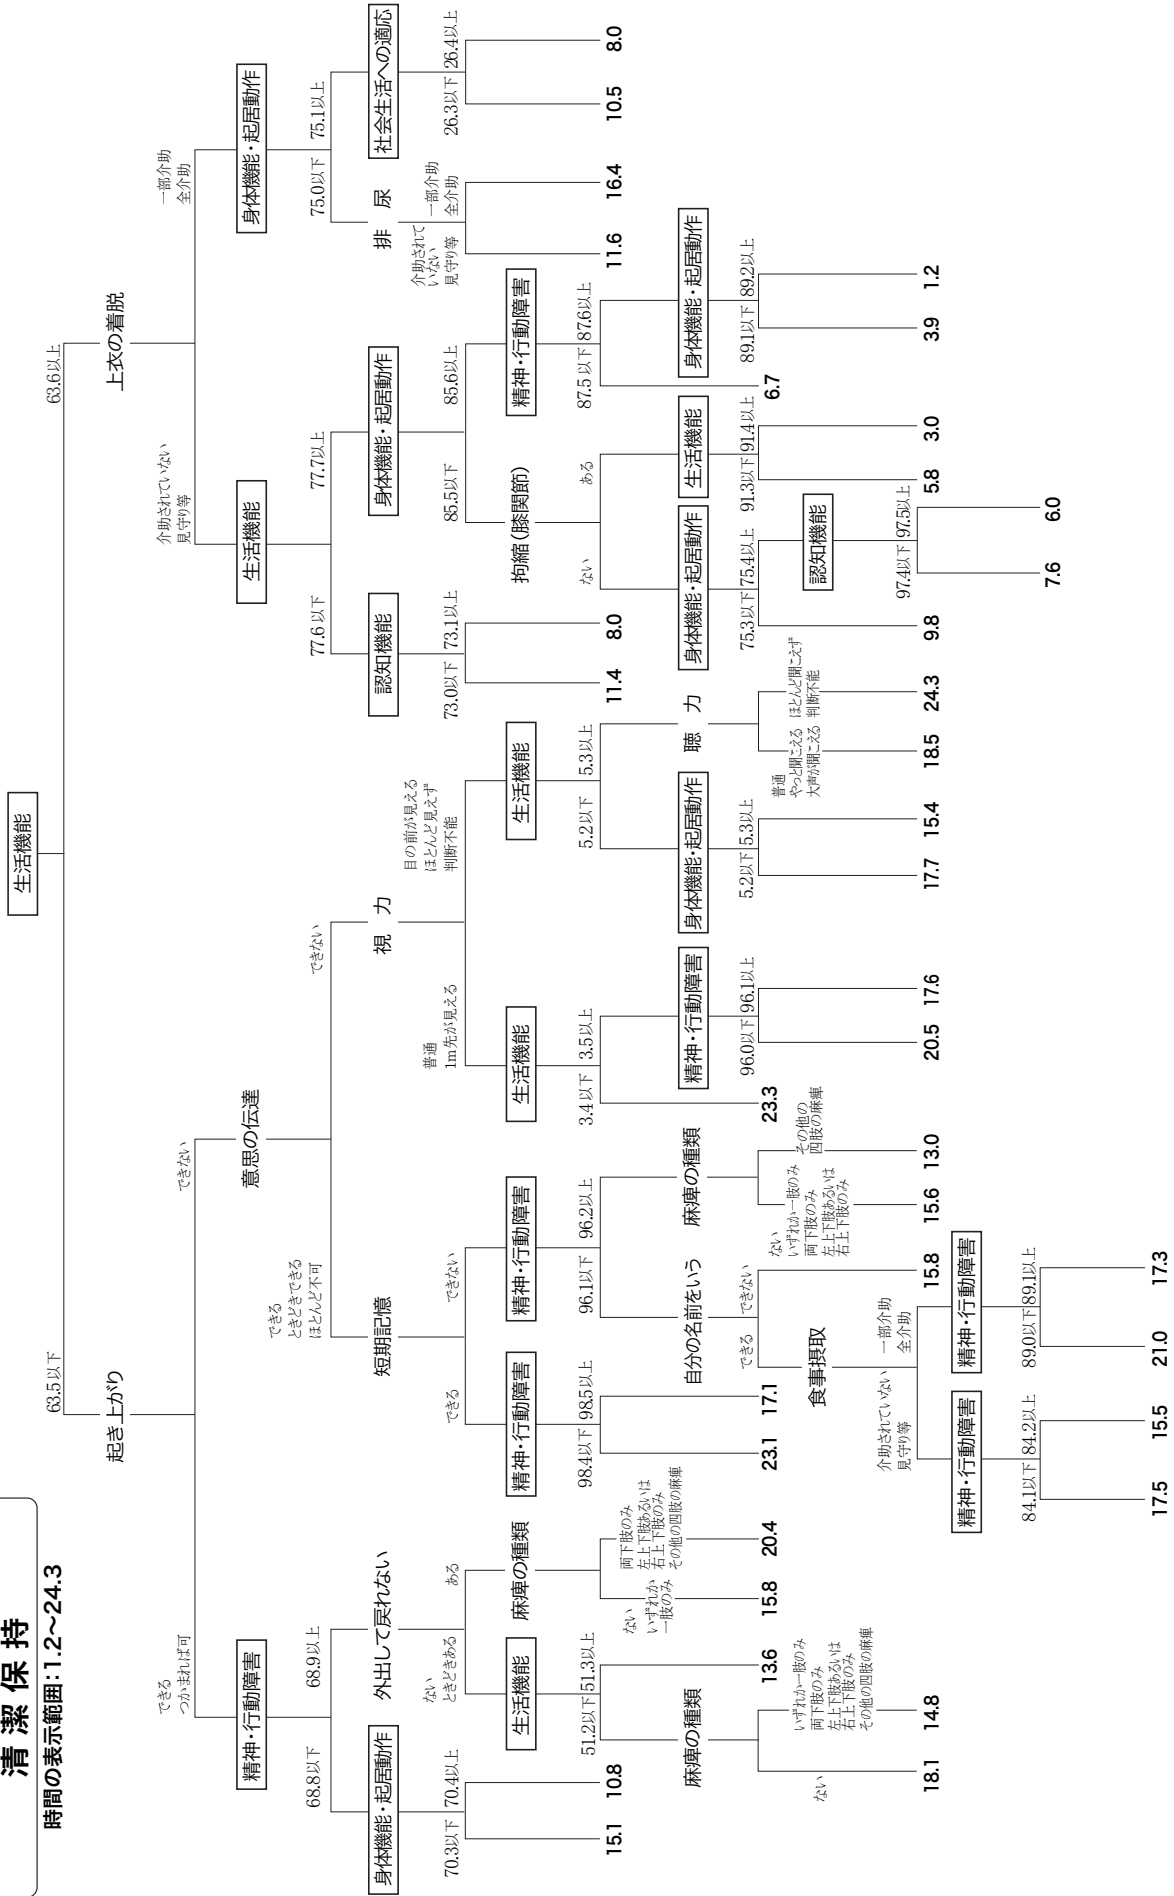 清潔保持
時間の表示範囲：1.2〜24.3
生活機能
63.5以下
63.6以上
起き上がり
上衣の着脱
できる
つかまれば可
できない
介助されていない
見守り等
一部介助
全介助
精神・行動障害
意思の伝達
生活機能
身体機能・起居動作
68.8以下
68.9以上
できる
ときどきできる
ほとんど不可
できない
77.6以下
77.7以上
75.0以下
75.1以上
身体機能・起居動作
外出して戻れない
短期記憶
視力
認知機能
身体機能・起居動作
排尿
社会生活への適応
70.3以下
70.4以上
ない
ときどきある
ある
できる
できない
普通
1m先が見える
目の前が見える
ほとんど見えず
判断不能
73.0以下
73.1以上
85.5以下
85.6以上
介助されて
いない
見守り等
一部介助
全介助
26.3以下
26.4以上
15.1
10.8
生活機能
麻痺の種類
精神・行動障害
精神・行動障害
生活機能
生活機能
11.4
8.0
拘縮（膝関節）
精神・行動障害
11.6
16.4
10.5
8.0
51.2以下
51.3以上
ない
いずれか
一肢のみ
両下肢のみ
左上下肢あるいは
右上下肢のみ
その他の四肢の麻痺
98.4以下
98.5以上
96.1以下
96.2以上
3.4以下
3.5以上
5.2以下
5.3以上
ない
ある
87.5以下
87.6以上
麻痺の種類
13.6
15.8
20.4
23.1
17.1
自分の名前をいう
麻痺の種類
23.3
精神・行動障害
身体機能・起居動作
聴力
身体機能・起居動作
生活機能
6.7
身体機能・起居動作
ない
いずれか一肢のみ
両下肢のみ
左上下肢あるいは
右上下肢のみ
その他の四肢の麻痺
できる
できない
ない
いずれか一肢のみ
両下肢のみ
左上下肢あるいは
右上下肢のみ
その他の
四肢の麻痺
96.0以下
96.1以上
5.2以下
5.3以上
普通
やっと聞こえる
大声が聞こえる
ほとんど聞こえず
判断不能
75.3以下
75.4以上
91.3以下
91.4以上
89.1以下
89.2以上
18.1
14.8
食事摂取
15.8
15.6
13.0
20.5
17.6
17.7
15.4
18.5
24.3
9.8
認知機能
5.8
3.0
3.9
1.2
介助されていない
見守り等
一部介助
全介助
97.4以下
97.5以上
精神・行動障害
精神・行動障害
7.6
6.0
84.1以下
84.2以上
89.0以下
89.1以上
17.5
15.5
21.0
17.3